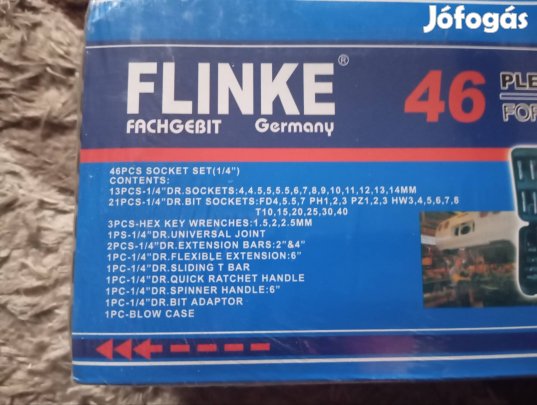 Jófogás
FLINKE®
FACHGEBIT Germany
46 PLE
FOR
46PCS SOCKET SET(1/4")
CONTENTS:
13PCS-1/4"DR.SOCKETS:4,4.5,5,5.5,6,7,8,9,10,11,12,13,14MM
21PCS-1/4"DR.BIT SOCKETS:FD4,5.5,7 PH1,2,3 PZ1,2,3 HW3,4,5,6,7,8
T10,15,20,25,30,40
3PCS-HEX KEY WRENCHES:1.5,2,2.5MM
1PS-1/4"DR.UNIVERSAL JOINT
2PCS-1/4"DR.EXTENSION BARS:2"&4"
1PC-1/4"DR.FLEXIBLE EXTENSION:6"
1PC-1/4"DR.SLIDING T BAR
1PC-1/4"DR.QUICK RATCHET HANDLE
1PC-1/4"DR.SPINNER HANDLE:6"
1PC-1/4"DR.BIT ADAPTOR
1PC-BLOW CASE